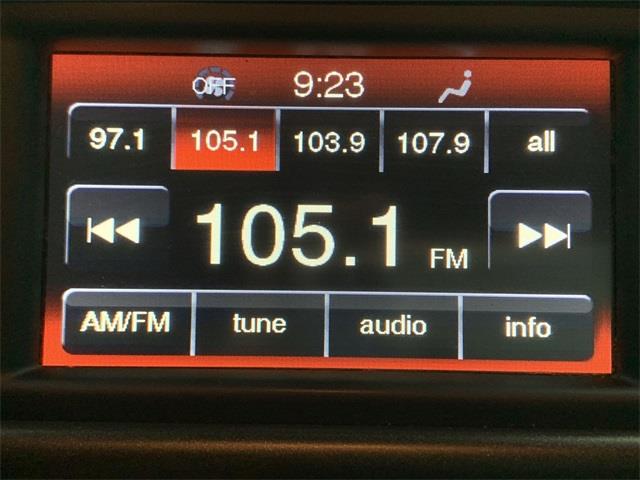 OFF 9:23
97.1 105.1 103.9 107.9 all
105.1 FM
AM/FM tune audio info